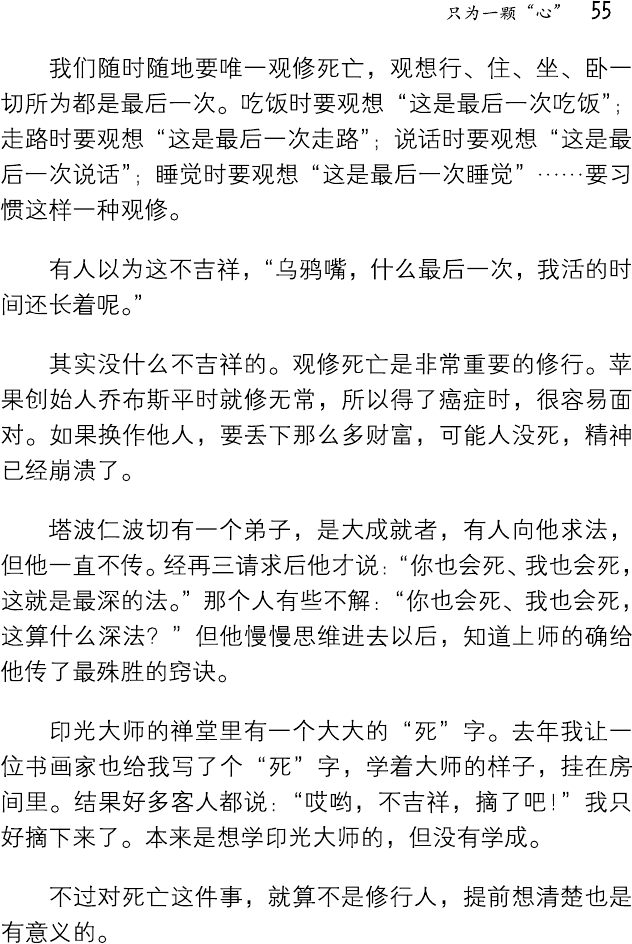 只为一颗“心” 55
我们随时随地要唯一观修死亡，观想行、住、坐、卧一
切所为都是最后一次。吃饭时要观想“这是最后一次吃饭”；
走路时要观想“这是最后一次走路”；说话时要观想“这是最
后一次说话”；睡觉时要观想“这是最后一次睡觉”……要习
惯这样一种观修。
有人以为这不吉祥，“乌鸦嘴，什么最后一次，我活的时
间还长着呢。”
其实没什么不吉祥的。观修死亡是非常重要的修行。苹
果创始人乔布斯平时就修无常，所以得了癌症时，很容易面
对。如果换作他人，要丢下那么多财富，可能人没死，精神
已经崩溃了。
塔波仁波切有一个弟子，是大成就者，有人向他求法，
但他一直不传。经再三请求后他才说：“你也会死、我也会死，
这就是最深的法。”那个人有些不解：“你也会死、我也会死，
这算什么深法？”但他慢慢思维进去以后，知道上师的确给
他传了最殊胜的窍诀。
印光大师的禅堂里有一个大大的“死”字。去年我让一
位书画家也给我写了个“死”字，学着大师的样子，挂在房
间里。结果好多客人都说：“哎哟，不吉祥，摘了吧！”我只
好摘下来了。本来是想学印光大师的，但没有学成。
不过对死亡这件事，就算不是修行人，提前想清楚也是
有意义的。